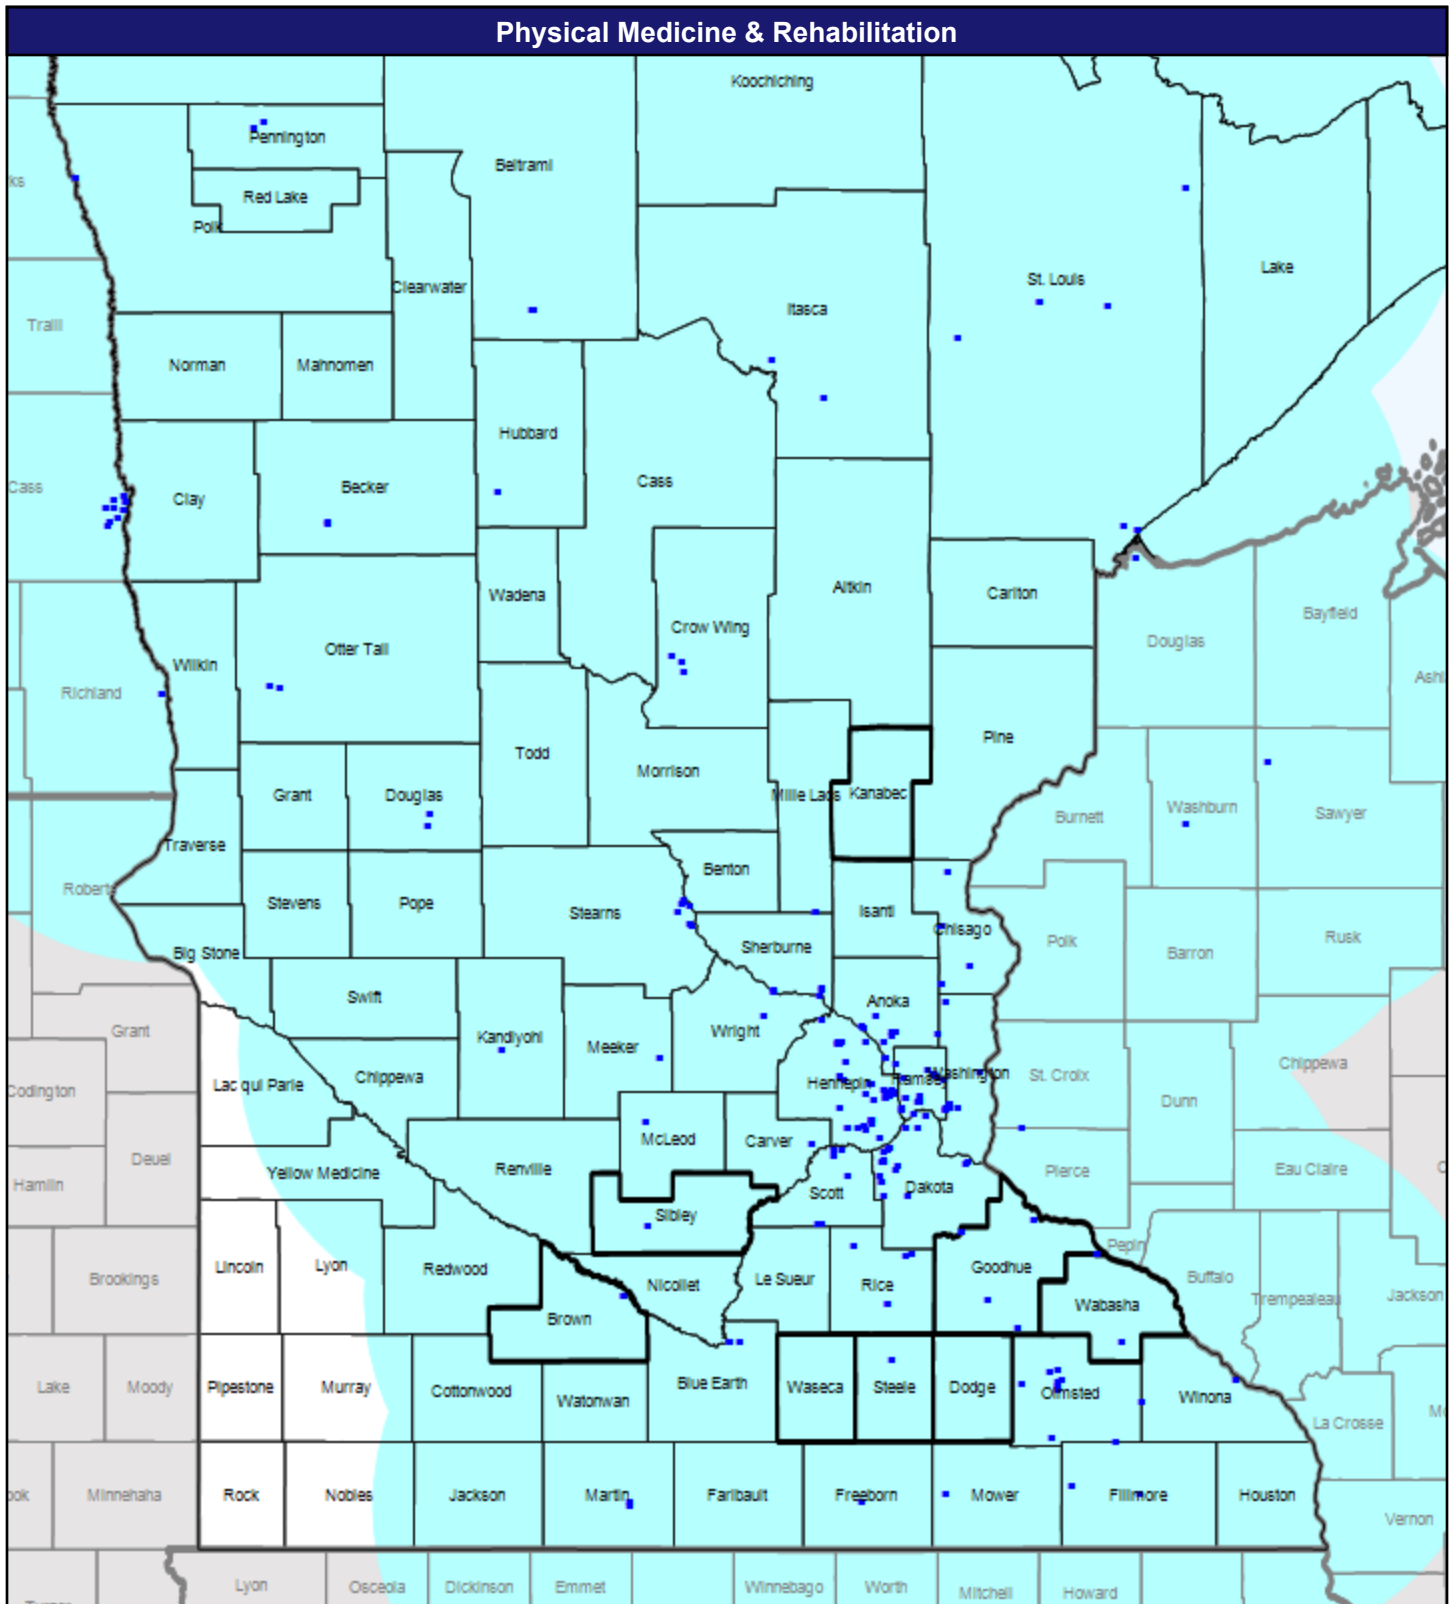 Physical Medicine & Rehabilitation
Koochiching
Pennington
Beltrami
ks
Red Lake
Polk
Lake
St. Louis
Clearwater
Itasca
Traill
Norman
Mahnomen
Hubbard
Cass
Cass
Becker
Clay
Aitkin
Carlton
Wadena
Bayfield
Crow Wing
Douglas
Otter Tail
Wilkin
Richland
Ashl
Pine
Todd
Morrison
Grant
Douglas
Mille Lacs
Kanabec
Washburn
Sawyer
Burnett
Traverse
Benton
Roberts
Stevens
Pope
Stearns
Isanti
Chisago
Rusk
Polk
Sherburne
Barron
Big Stone
Swift
Anoka
Grant
Wright
Kandiyohi
Meeker
Chippewa
Washington
St. Croix
Chippewa
Lac qui Parle
Hennepin
Ramsey
Codington
Dunn
McLeod
Carver
Deuel
Renville
Eau Claire
Yellow Medicine
Pierce
Hamlin
Scott
Dakota
Sibley
Pepin
Lincoln
Lyon
Redwood
Goodhue
Brookings
Nicollet
Le Sueur
Rice
Buffalo
Trempealeau
Jackson
Wabasha
Brown
Lake
Moody
Pipestone
Murray
Cottonwood
Watonwan
Blue Earth
Waseca
Steele
Dodge
Olmsted
Winona
La Crosse
Mo
ook
Minnehaha
Rock
Nobles
Jackson
Martin
Faribault
Freeborn
Mower
Fillmore
Houston
Vernon
Lyon
Osceola
Dickinson
Emmet
Winnebago
Worth
Mitchell
Howard